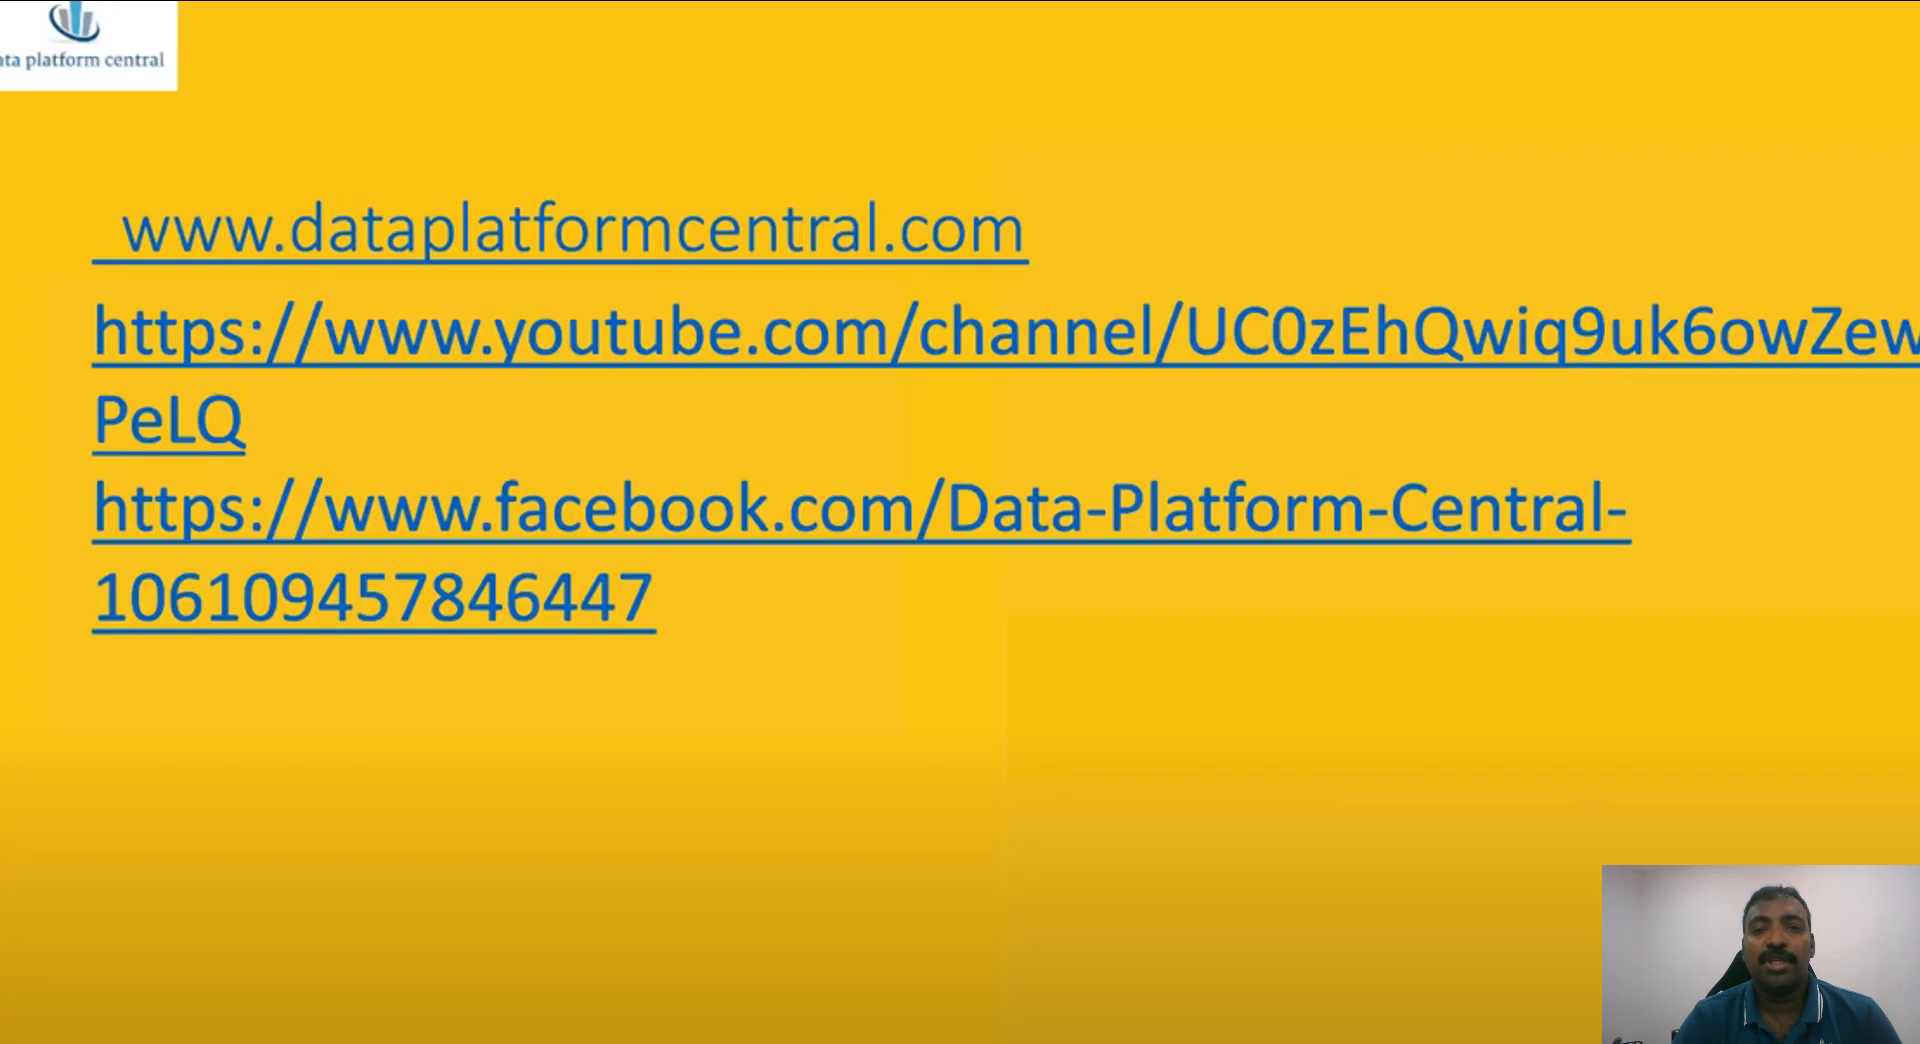 ata platform central
www.dataplatformcentral.com
https://www.youtube.com/channel/UC0zEhQwiq9uk6owZew
PeLQ
https://www.facebook.com/Data-Platform-Central-
106109457846447